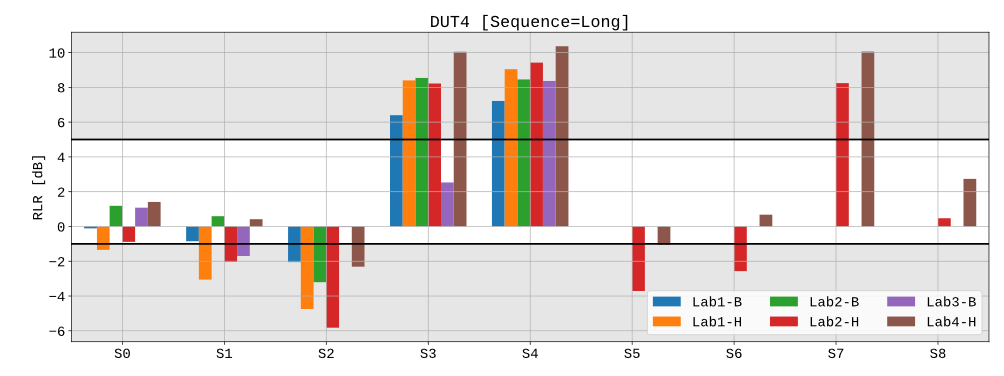 DUT4 [Sequence=Long]
RLR [dB]
10
8
6
4
2
0
−2
−4
−6
S0 S1 S2 S3 S4 S5 S6 S7 S8
Lab1-B Lab2-B Lab3-B
Lab1-H Lab2-H Lab4-H